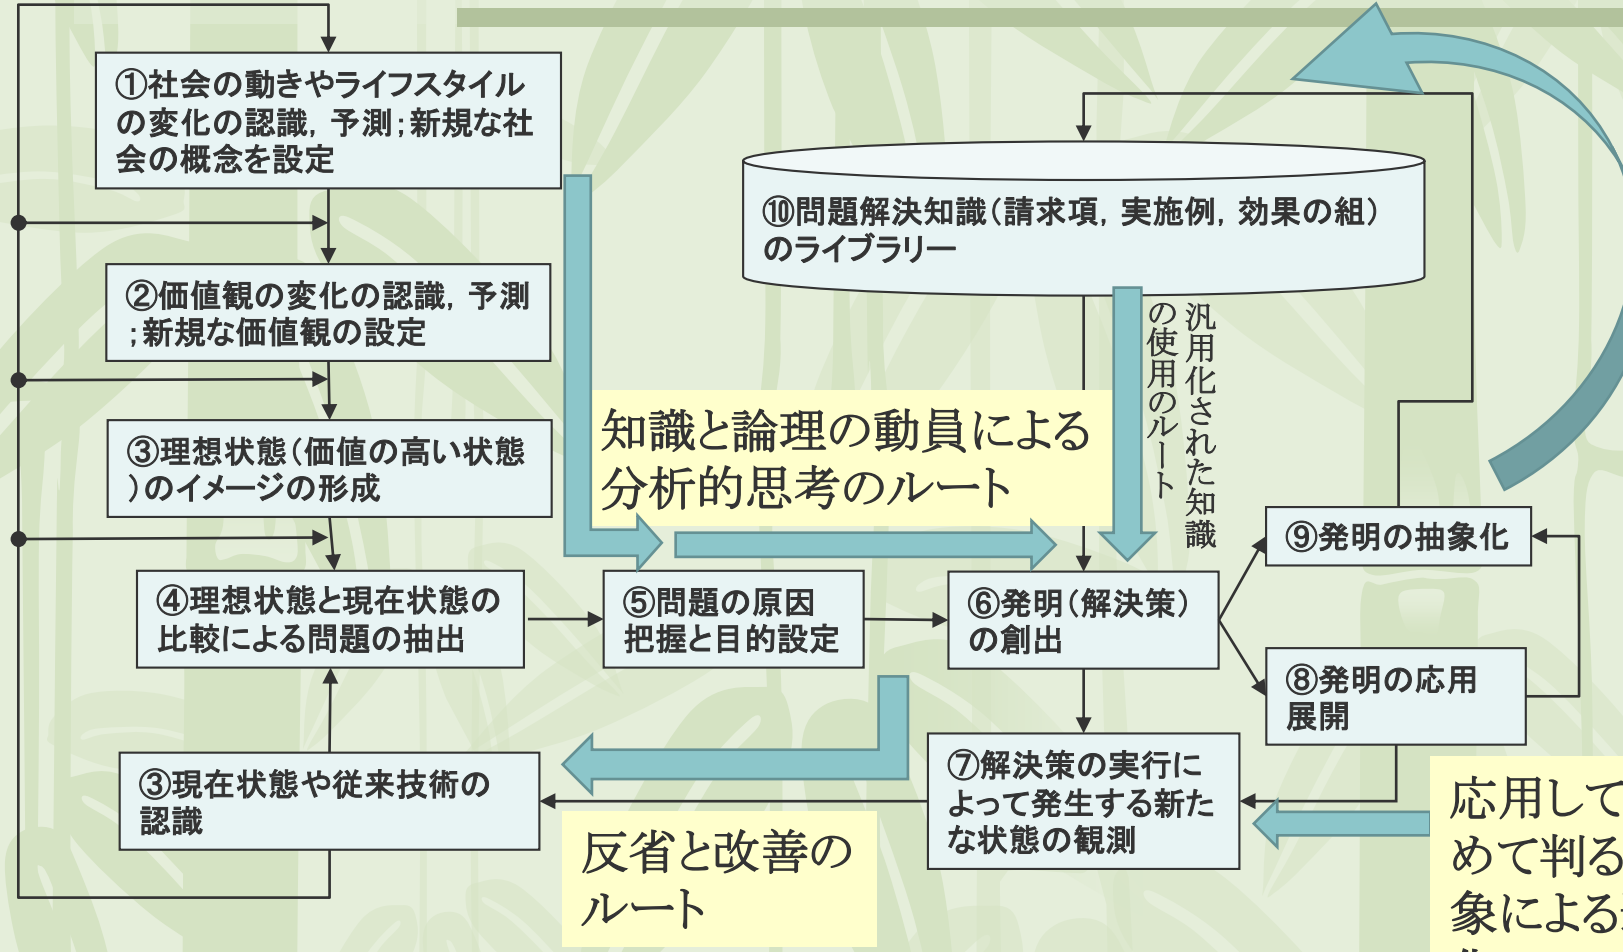 ①社会の動きやライフスタイル
の変化の認識，予測；新規な社
会の概念を設定
②価値観の変化の認識，予測
；新規な価値観の設定
③理想状態（価値の高い状態
）のイメージの形成
④理想状態と現在状態の
比較による問題の抽出
③現在状態や従来技術の
認識
⑩問題解決知識（請求項，実施例，効果の組）
のライブラリー
汎用化された知識
の使用のルート
知識と論理の動員による
分析的思考のルート
⑤問題の原因
把握と目的設定
⑥発明（解決策）
の創出
⑨発明の抽象化
⑧発明の応用
展開
⑦解決策の実行に
よって発生する新た
な状態の観測
反省と改善の
ルート
応用して
めて判る
象による